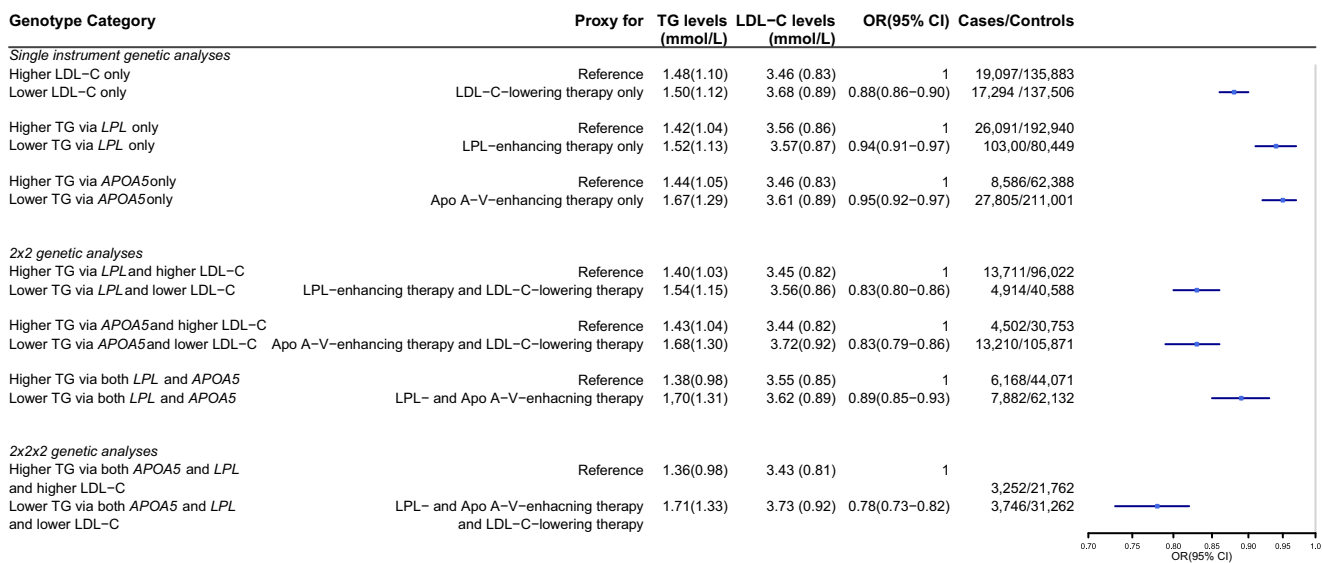 Genotype Category Proxy for TG levels LDL−C levels OR(95% CI) Cases/Controls
(mmol/L) (mmol/L)
Single instrument genetic analyses
Higher LDL−C only Reference 1.48(1.10) 3.46 (0.83) 1 19,097/135,883
Lower LDL−C only LDL−C−lowering therapy only 1.50(1.12) 3.68 (0.89) 0.88(0.86−0.90) 17,294 /137,506
Higher TG via LPL only Reference 1.42(1.04) 3.56 (0.86) 1 26,091/192,940
Lower TG via LPL only LPL−enhancing therapy only 1.52(1.13) 3.57(0.87) 0.94(0.91−0.97) 103,00/80,449
Higher TG via APOA5only Reference 1.44(1.05) 3.46 (0.83) 1 8,586/62,388
Lower TG via APOA5only Apo A−V−enhancing therapy only 1.67(1.29) 3.61 (0.89) 0.95(0.92−0.97) 27,805/211,001
2x2 genetic analyses
Higher TG via LPLand higher LDL−C Reference 1.40(1.03) 3.45 (0.82) 1 13,711/96,022
Lower TG via LPLand lower LDL−C LPL−enhancing therapy and LDL−C−lowering therapy 1.54(1.15) 3.56(0.86) 0.83(0.80−0.86) 4,914/40,588
Higher TG via APOA5and higher LDL−C Reference 1.43(1.04) 3.44 (0.82) 1 4,502/30,753
Lower TG via APOA5and lower LDL−C Apo A−V−enhancing therapy and LDL−C−lowering therapy 1.68(1.30) 3.72(0.92) 0.83(0.79−0.86) 13,210/105,871
Higher TG via both LPL and APOA5 Reference 1.38(0.98) 3.55 (0.85) 1 6,168/44,071
Lower TG via both LPL and APOA5 LPL− and Apo A−V−enhacning therapy 1,70(1.31) 3.62 (0.89) 0.89(0.85−0.93) 7,882/62,132
2x2x2 genetic analyses
Higher TG via both APOA5 and LPL Reference 1.36(0.98) 3.43 (0.81) 1
and higher LDL−C 3,252/21,762
Lower TG via both APOA5 and LPL LPL− and Apo A−V−enhacning therapy 1.71(1.33) 3.73 (0.92) 0.78(0.73−0.82) 3,746/31,262
and lower LDL−C and LDL−C−lowering therapy
0.70 0.75 0.80 0.85 0.90 0.95 1.0
OR(95% CI)